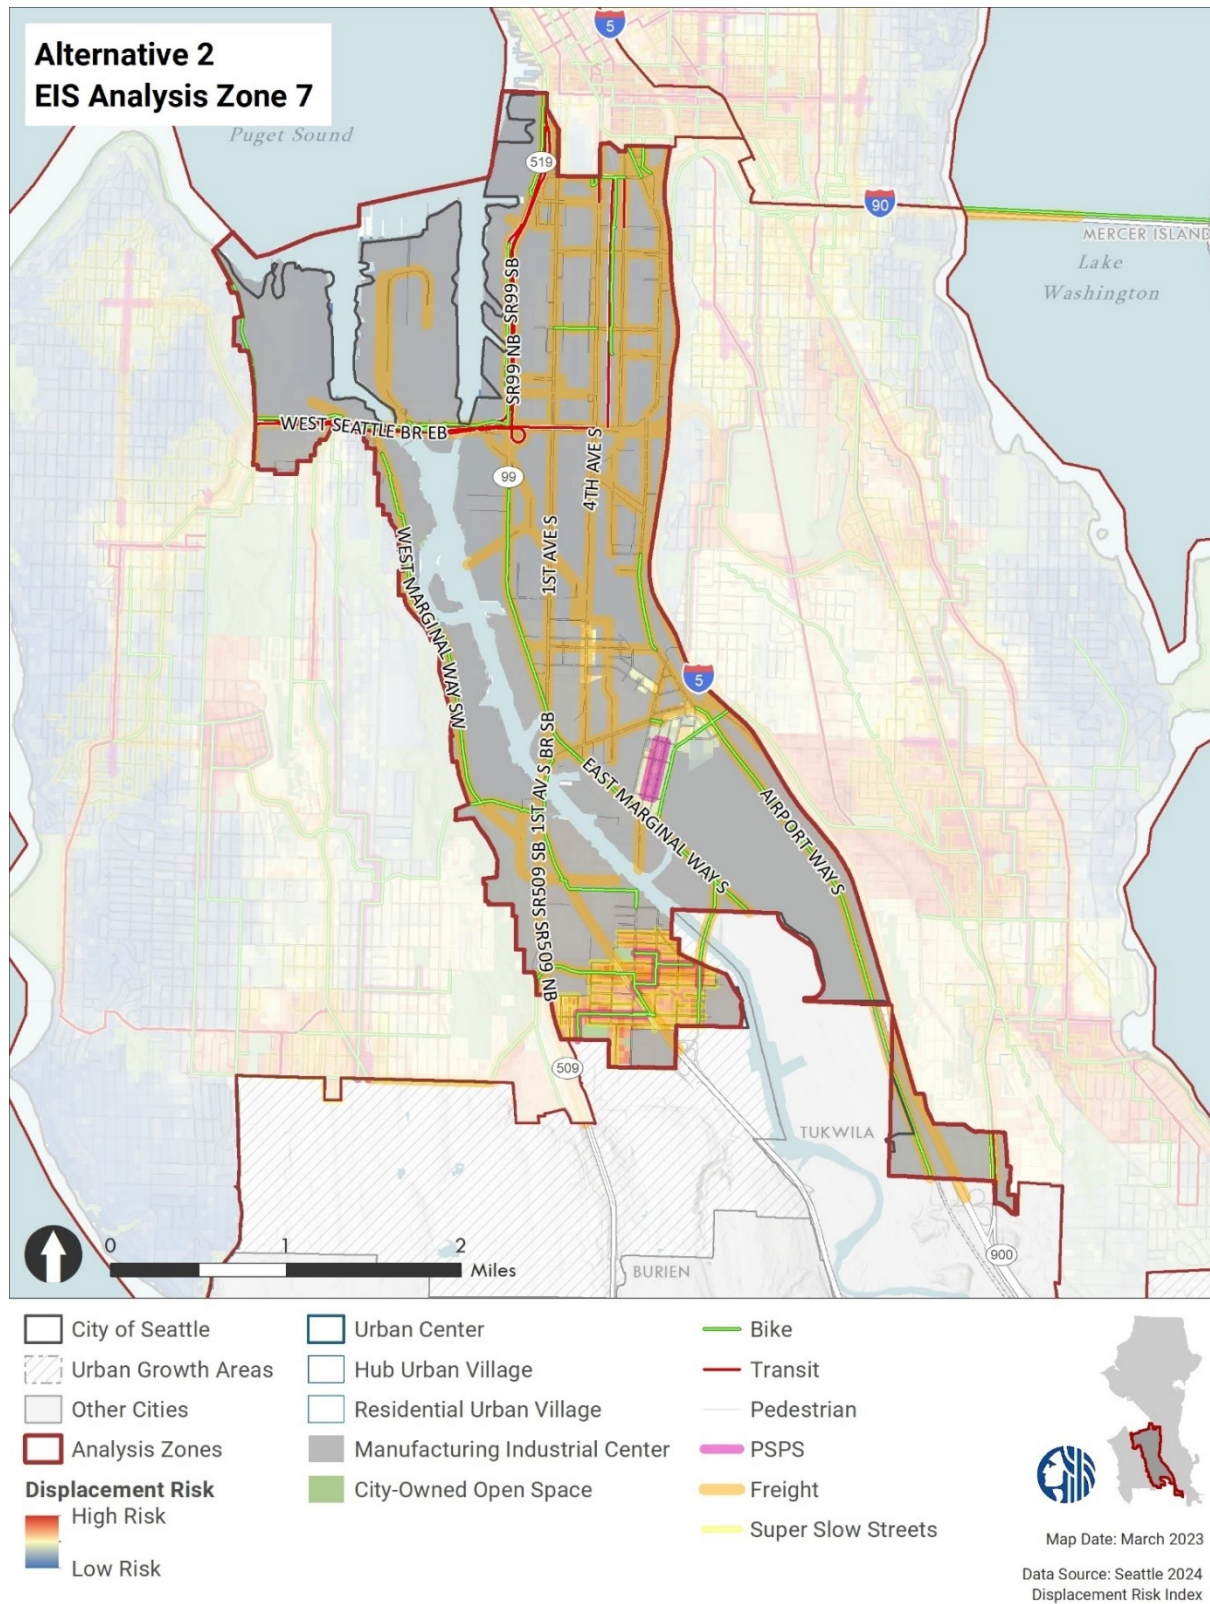 Alternative 2
EIS Analysis Zone 7
5
Puget Sound
519
90
MERCER ISLAND
Lake
Washington
SR99 NB SR99 SB
WEST SEATTLE BR EB
99
4TH AVE S
1ST AVE S
WEST MARGINAL WAY SW
5
EAST MARGINAL WAY S
AIRPORT WAY S
SR509 NB SR509 SB 1ST AV S BR SB
509
TUKWILA
900
BURIEN
0 1 2
Miles
City of Seattle
Urban Growth Areas
Other Cities
Analysis Zones
Displacement Risk
High Risk
Low Risk
Urban Center
Hub Urban Village
Residential Urban Village
Manufacturing Industrial Center
City-Owned Open Space
Bike
Transit
Pedestrian
PSPS
Freight
Super Slow Streets
Map Date: March 2023
Data Source: Seattle 2024
Displacement Risk Index